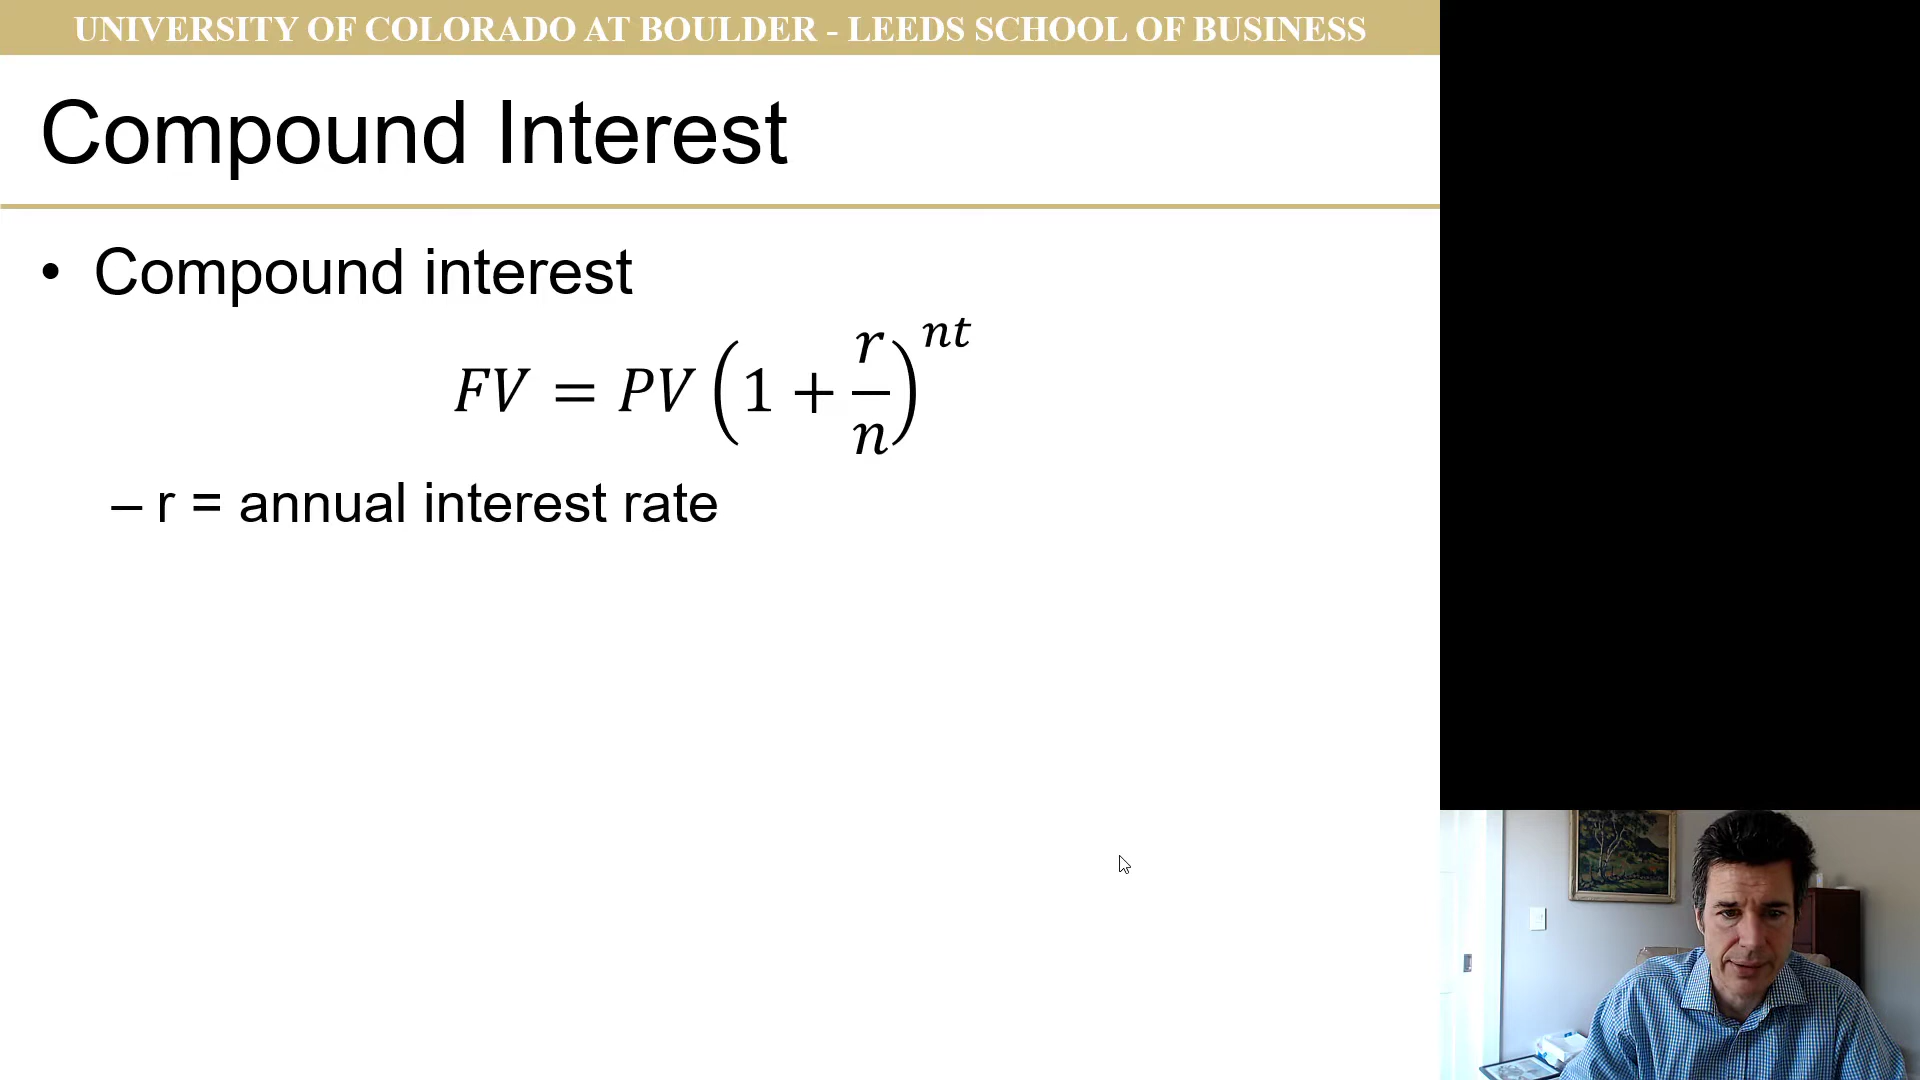 UNIVERSITY OF COLORADO AT BOULDER - LEEDS SCHOOL OF BUSINESS
Compound Interest
• Compound interest
FV = PV (1 + r/n)^nt
– r = annual interest rate